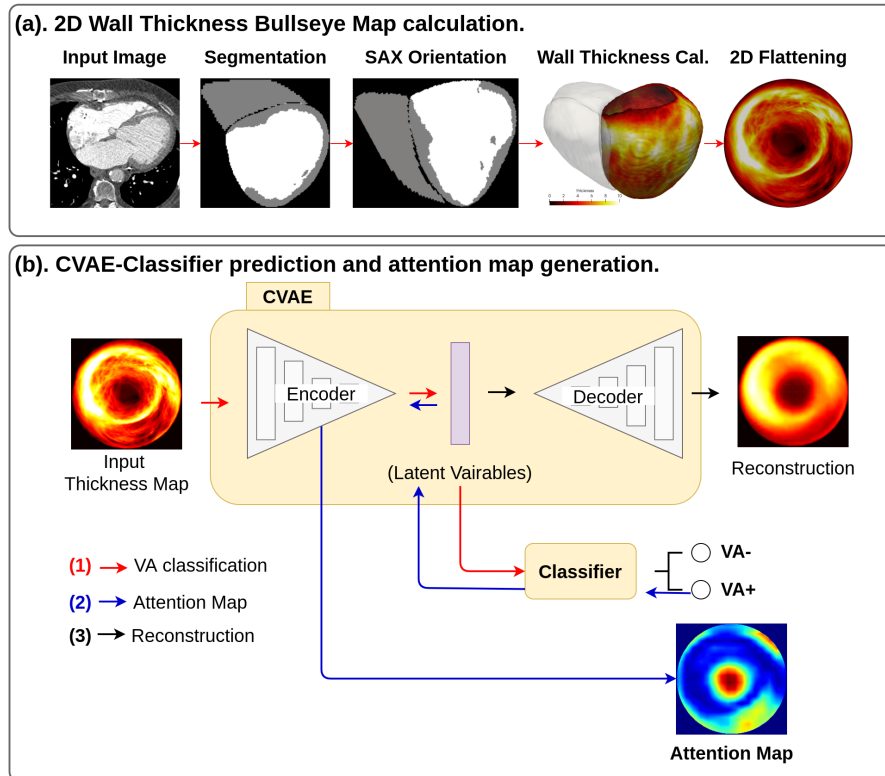 (a). 2D Wall Thickness Bullseye Map calculation.
Input Image
Segmentation
SAX Orientation
Wall Thickness Cal.
2D Flattening
(b). CVAE-Classifier prediction and attention map generation.
CVAE
Encoder
Decoder
Input
Thickness Map
(Latent Vairables)
Reconstruction
(1) VA classification
(2) Attention Map
(3) Reconstruction
Classifier
VA-
VA+
Attention Map